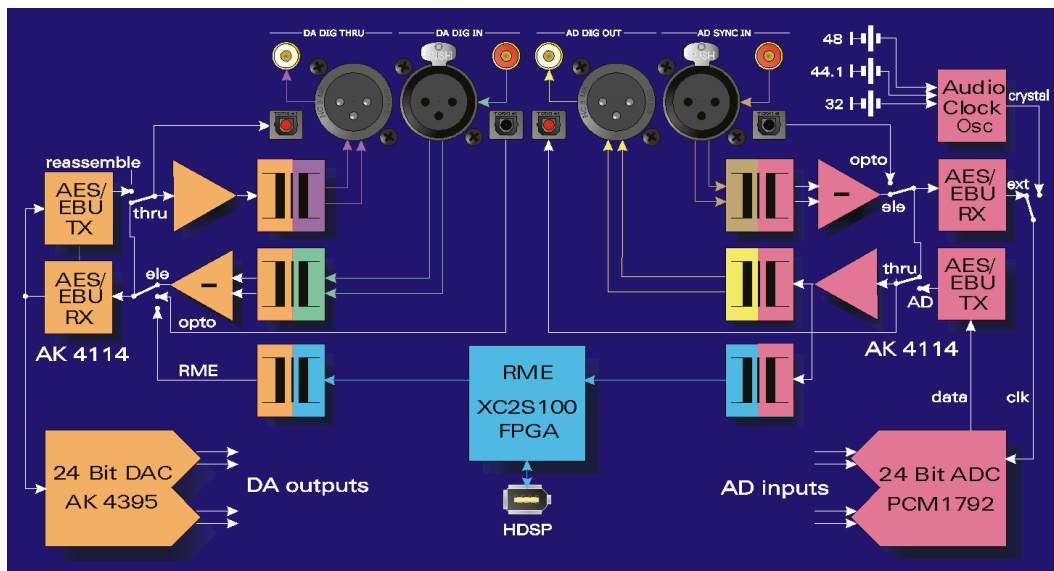 DA DIG THRU
DA DIG IN
AD DIG OUT
AD SYNC IN
48
44.1
32
Audio
Clock
Osc
crystal
reassemble
AES/
EBU
TX
thru
opto
ele
AES/
EBU
RX
ext
AES/
EBU
RX
ele
opto
thru
AD
AES/
EBU
TX
AK 4114
AK 4114
RME
RME
XC2S100
FPGA
data
clk
24 Bit DAC
AK 4395
DA outputs
HDSP
AD inputs
24 Bit ADC
PCM1792